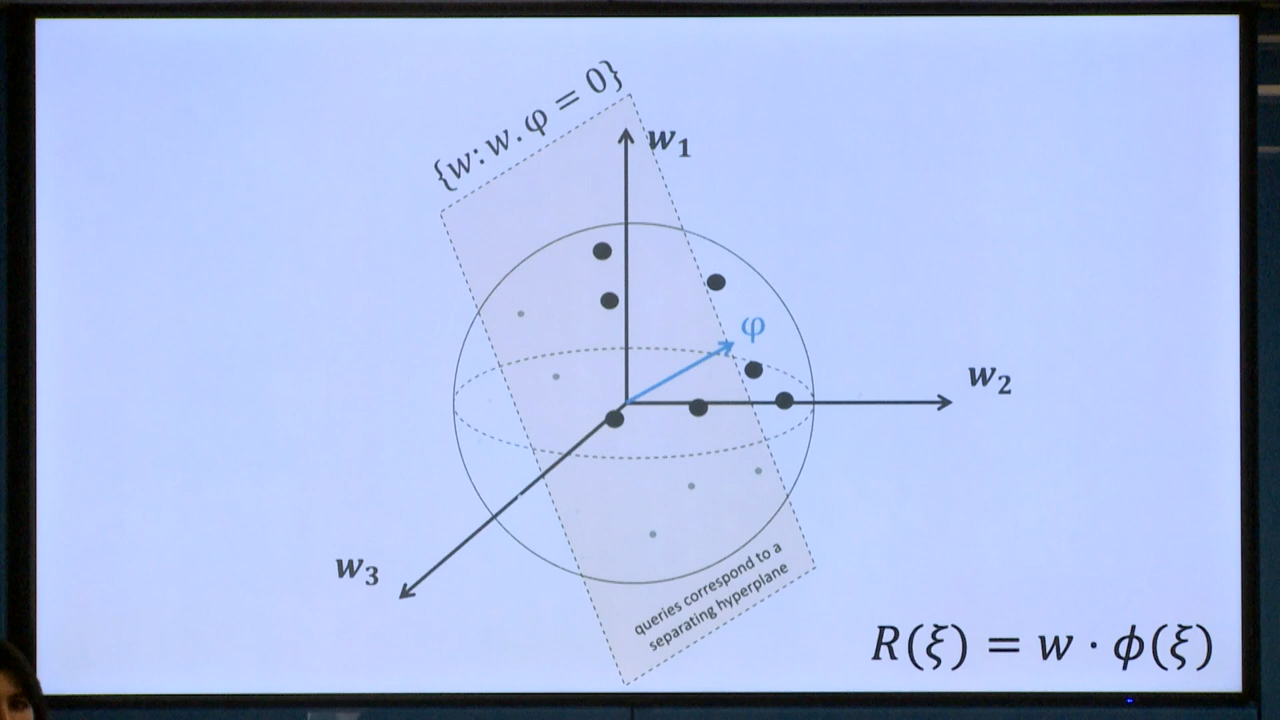 {w: w. φ = 0}
w₁
φ
w₂
w₃
queries correspond to a
separating hyperplane
R(ξ) = w · ϕ(ξ)